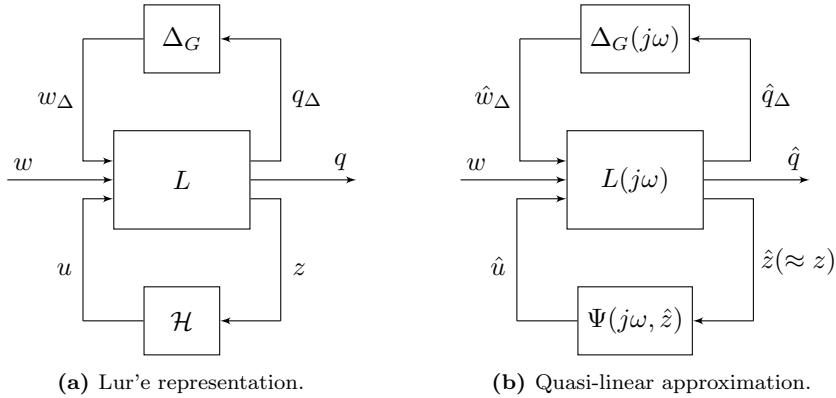 Δ_G
Δ_G(jω)
w_Δ
q_Δ
ŵ_Δ
q̂_Δ
w
L
q
w
L(jω)
q̂
u
z
û
ẑ(≈ z)
ℋ
Ψ(jω, ẑ)
(a) Lur'e representation.
(b) Quasi-linear approximation.